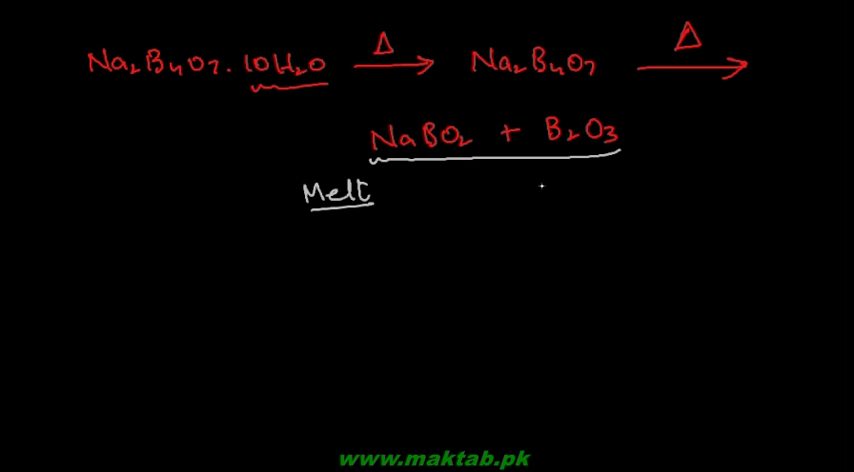 Na₂B₄O₇.10H₂O Δ→ Na₂B₄O₇ Δ→
NaBO₂ + B₂O₃
Melt
www.maktab.pk